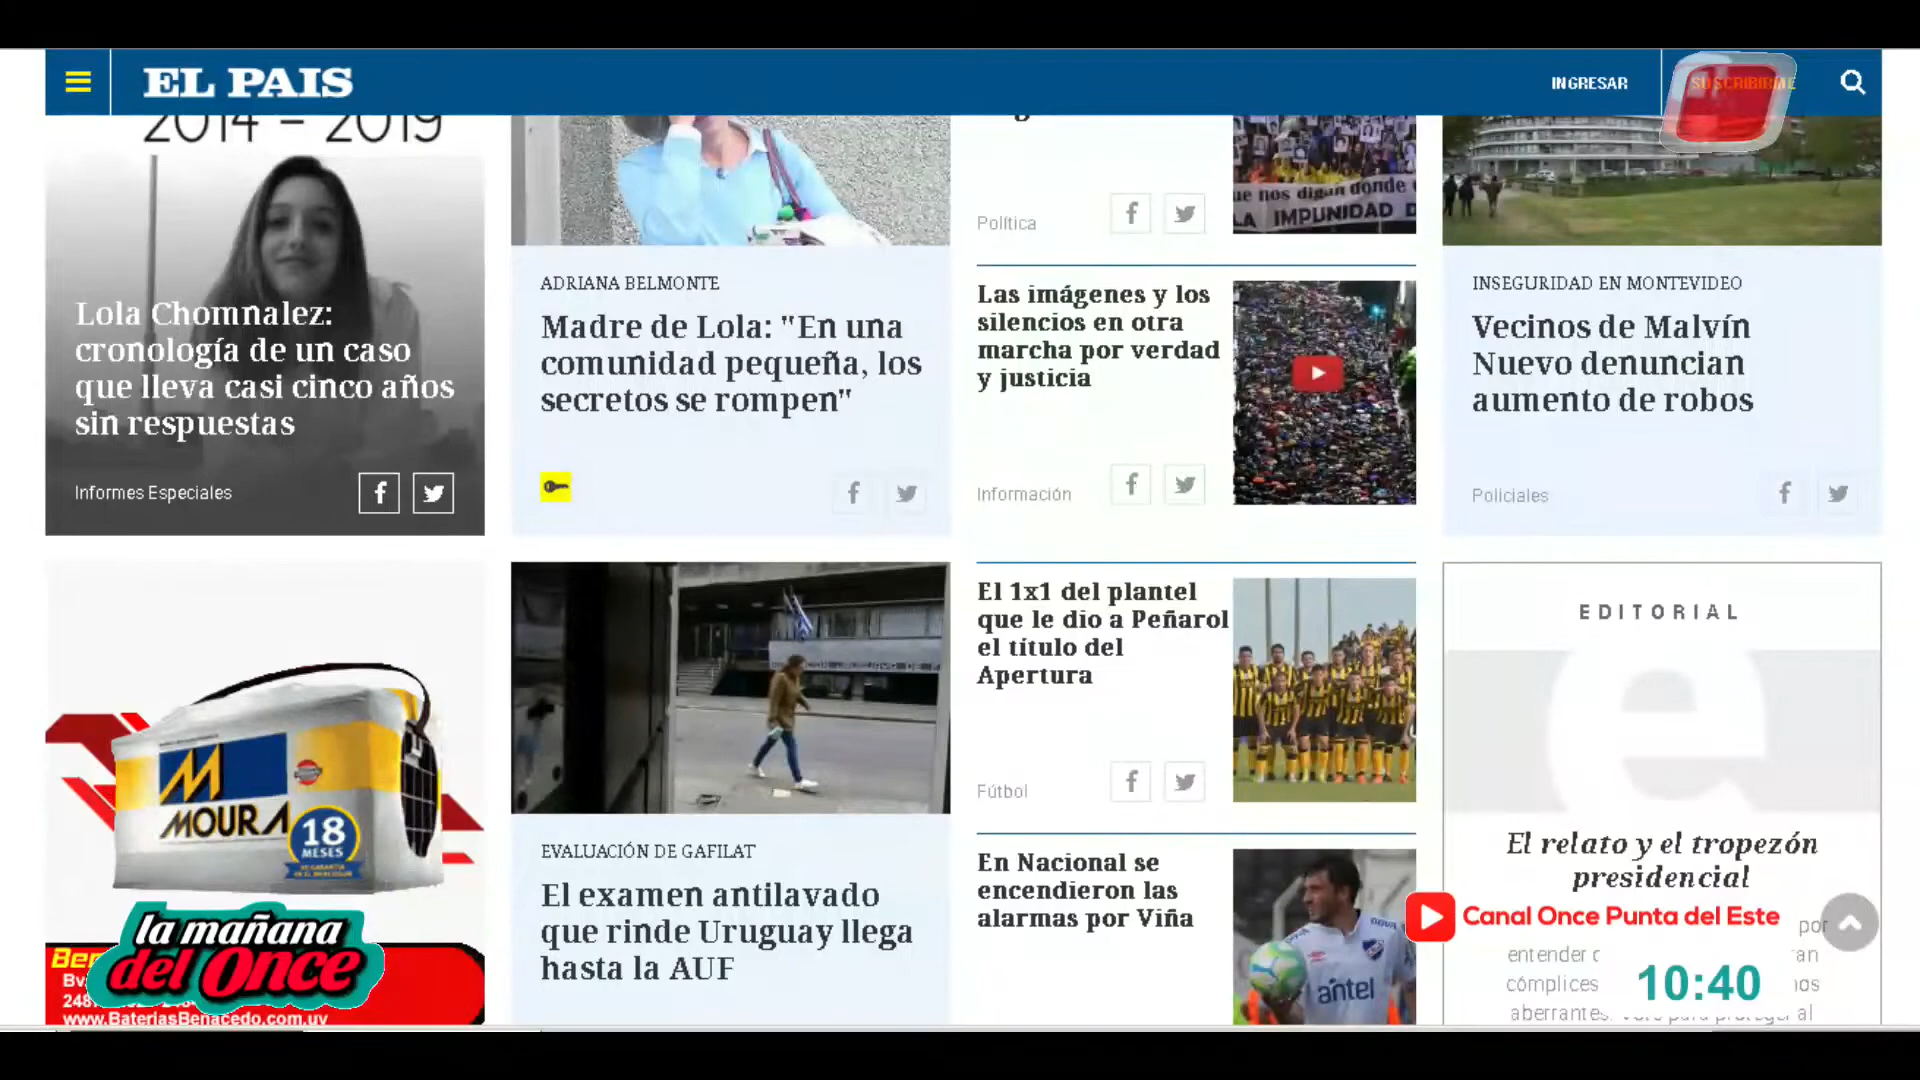 EL PAIS
INGRESAR
SUSCRIBIRME
2014 - 2019
Lola Chomnalez:
cronología de un caso
que lleva casi cinco años
sin respuestas
Informes Especiales
ADRIANA BELMONTE
Madre de Lola: "En una
comunidad pequeña, los
secretos se rompen"
Política
LA IMPUNIDAD
Las imágenes y los
silencios en otra
marcha por verdad
y justicia
Información
INSEGURIDAD EN MONTEVIDEO
Vecinos de Malvín
Nuevo denuncian
aumento de robos
Policiales
MOURA
18
MESES
la mañana
del Once
www.BateriasBenacedo.com.uy
EVALUACIÓN DE GAFILAT
El examen antilavado
que rinde Uruguay llega
hasta la AUF
El 1x1 del plantel
que le dio a Peñarol
el título del
Apertura
Fútbol
En Nacional se
encendieron las
alarmas por Viña
antel
EDITORIAL
e
El relato y el tropezón
presidencial
Canal Once Punta del Este
por
entender
cómplices
10:40